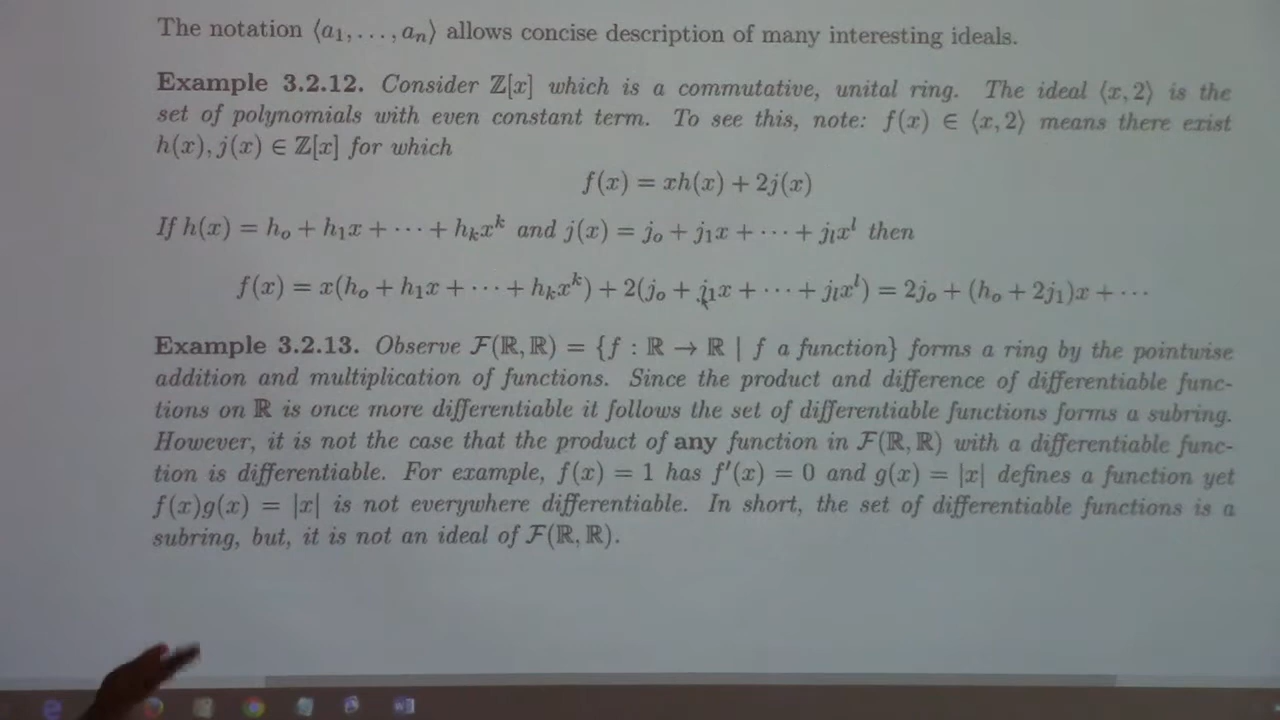 The notation ⟨a₁, . . . , aₙ⟩ allows concise description of many interesting ideals.
Example 3.2.12. Consider ℤ[x] which is a commutative, unital ring. The ideal ⟨x, 2⟩ is the
set of polynomials with even constant term. To see this, note: f(x) ∈ ⟨x, 2⟩ means there exist
h(x), j(x) ∈ ℤ[x] for which
f(x) = xh(x) + 2j(x)
If h(x) = hₒ + h₁x + ⋯ + hₖxᵏ and j(x) = jₒ + j₁x + ⋯ + jₗxˡ then
f(x) = x(hₒ + h₁x + ⋯ + hₖxᵏ) + 2(jₒ + j₁x + ⋯ + jₗxˡ) = 2jₒ + (hₒ + 2j₁)x + ⋯
Example 3.2.13. Observe ℱ(ℝ, ℝ) = {f : ℝ → ℝ | f a function} forms a ring by the pointwise
addition and multiplication of functions. Since the product and difference of differentiable func-
tions on ℝ is once more differentiable it follows the set of differentiable functions forms a subring.
However, it is not the case that the product of any function in ℱ(ℝ, ℝ) with a differentiable func-
tion is differentiable. For example, f(x) = 1 has f′(x) = 0 and g(x) = |x| defines a function yet
f(x)g(x) = |x| is not everywhere differentiable. In short, the set of differentiable functions is a
subring, but, it is not an ideal of ℱ(ℝ, ℝ).